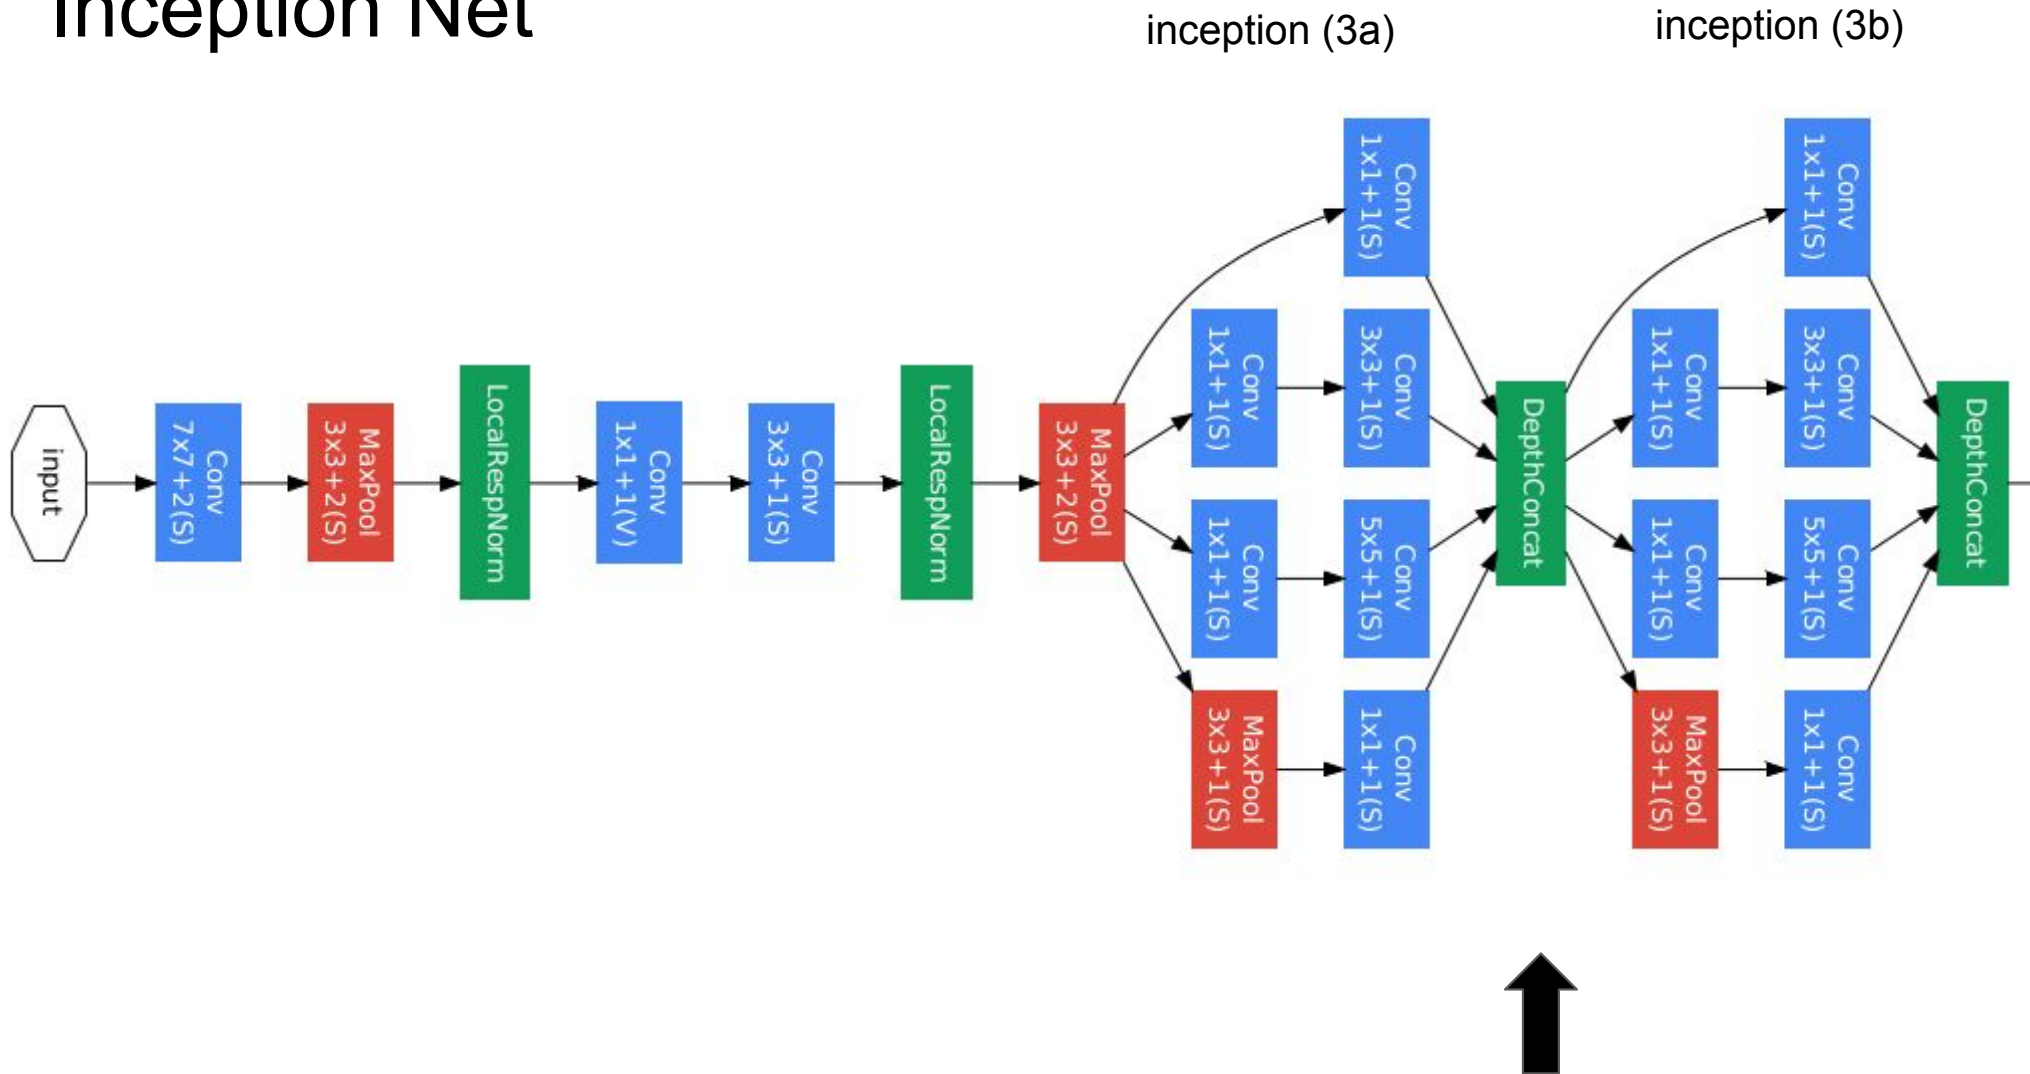 Inception Net
inception (3a)
inception (3b)
input
Conv
7x7+2(S)
MaxPool
3x3+2(S)
LocalRespNorm
Conv
1x1+1(V)
Conv
3x3+1(S)
LocalRespNorm
MaxPool
3x3+2(S)
Conv
1x1+1(S)
Conv
1x1+1(S)
Conv
3x3+1(S)
Conv
1x1+1(S)
Conv
5x5+1(S)
MaxPool
3x3+1(S)
Conv
1x1+1(S)
DepthConcat
Conv
1x1+1(S)
Conv
1x1+1(S)
Conv
3x3+1(S)
Conv
1x1+1(S)
Conv
5x5+1(S)
MaxPool
3x3+1(S)
Conv
1x1+1(S)
DepthConcat